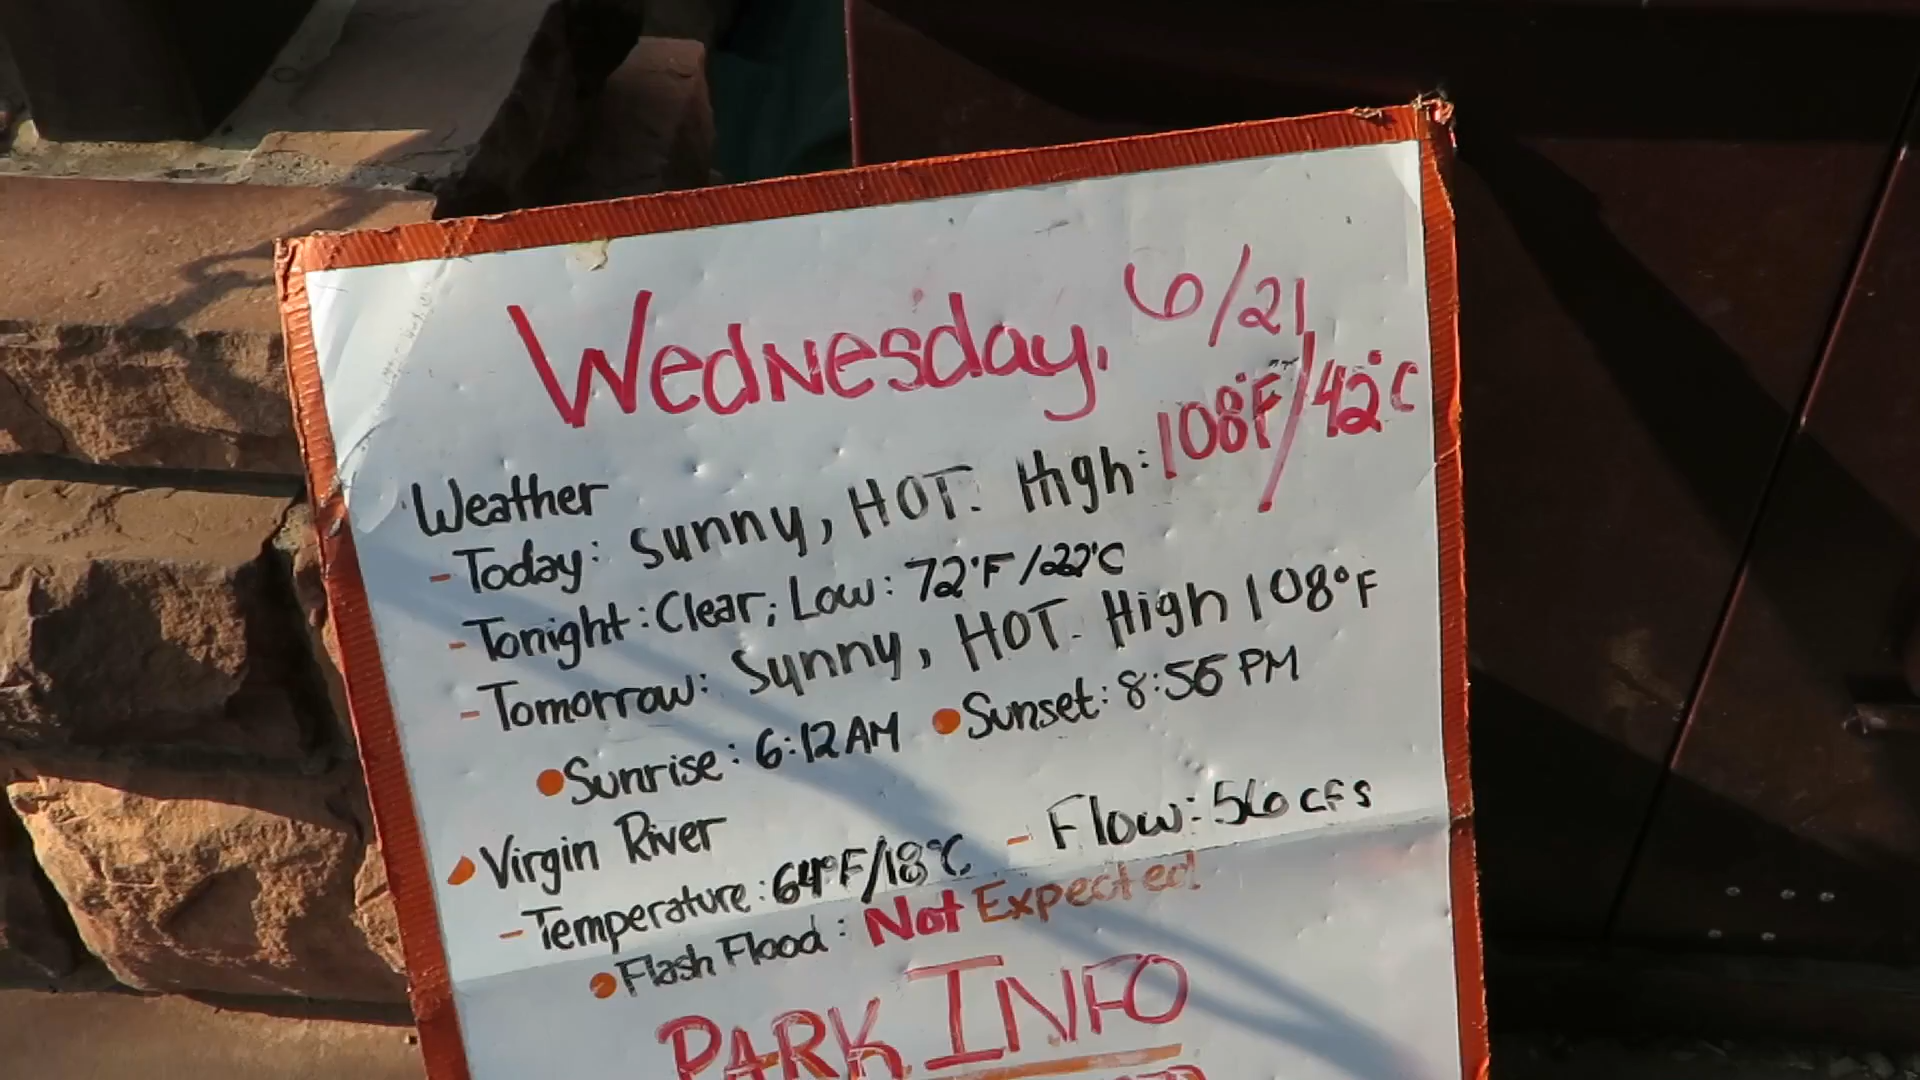 Wednesday. 6/21
Weather
- Today: Sunny, HOT. High: 108°F/42°C
- Tonight: Clear; Low: 72°F/22°C
- Tomorrow: Sunny, HOT. High 108°F
Sunrise: 6:12 AM Sunset: 8:56 PM
Virgin River
- Temperature: 64°F/18°C - Flow: 56 CFS
Flash Flood: Not Expected
PARK INFO